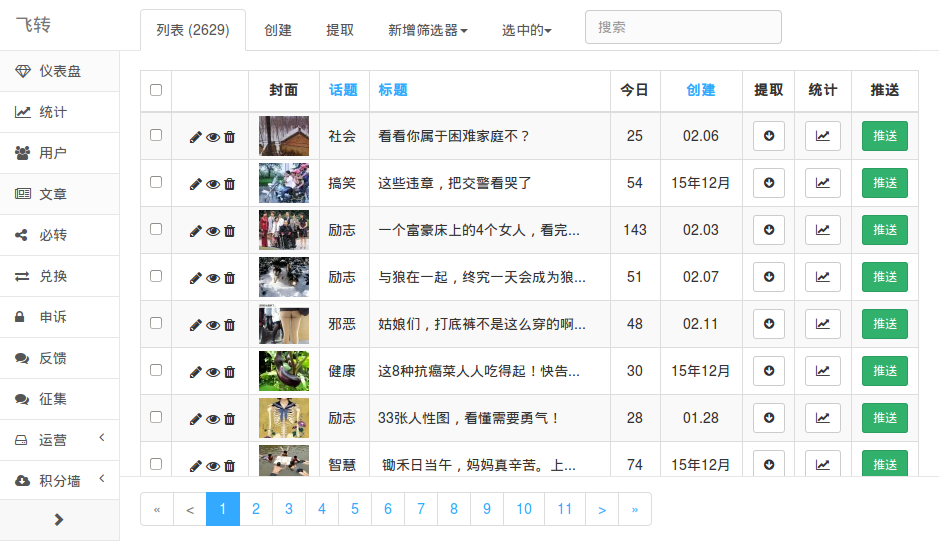 飞转
列表 (2629) 创建 提取 新增筛选器 选中的 搜索
仪表盘
统计
用户
文章
必转
兑换
申诉
反馈
征集
运营
积分墙
封面 话题 标题 今日 创建 提取 统计 推送
社会 看看你属于困难家庭不？ 25 02.06 推送
搞笑 这些违章，把交警看哭了 54 15年12月 推送
励志 一个富豪床上的4个女人，看完... 143 02.03 推送
励志 与狼在一起，终究一天会成为狼... 51 02.07 推送
邪恶 姑娘们，打底裤不是这么穿的啊... 48 02.11 推送
健康 这8种抗癌菜人人吃得起！快告... 30 15年12月 推送
励志 33张人性图，看懂需要勇气！ 28 01.28 推送
智慧 锄禾日当午，妈妈真辛苦。上... 74 15年12月 推送
« < 1 2 3 4 5 6 7 8 9 10 11 > »